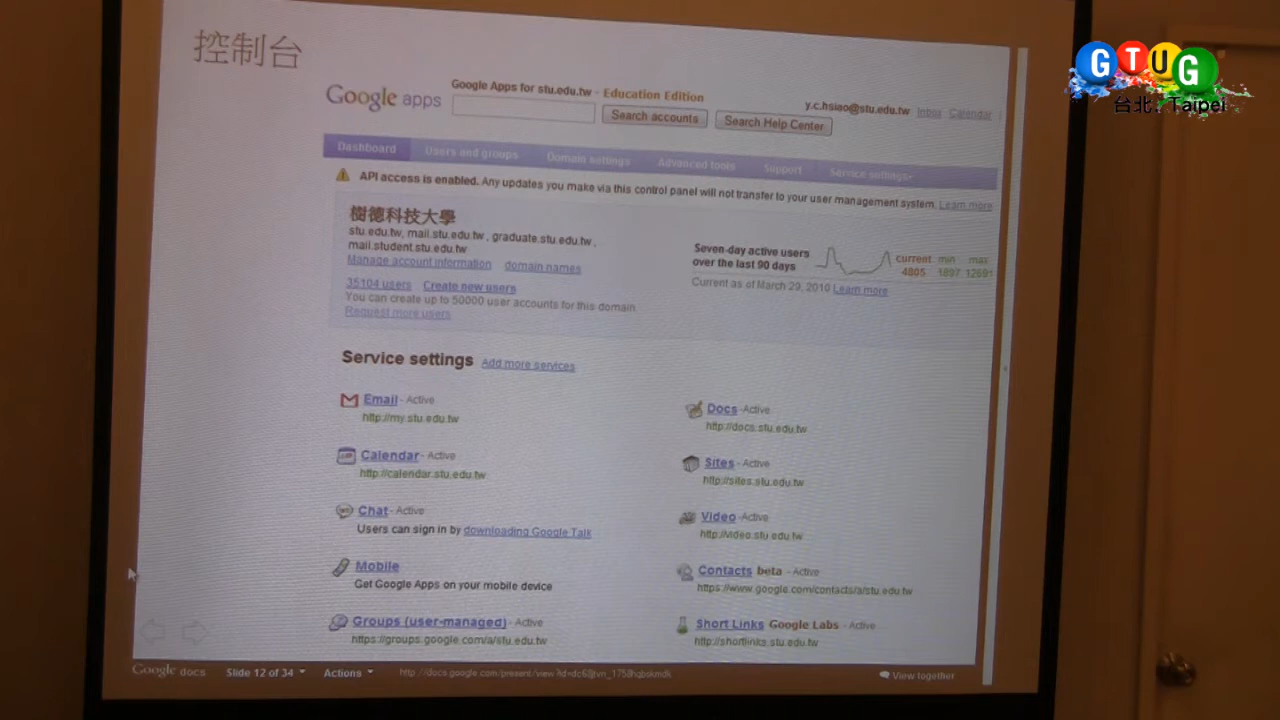 控制台
GTUG
台北, Taipei
Google apps
Google Apps for stu.edu.tw - Education Edition
Search accounts
Search Help Center
y.c.hsiao@stu.edu.tw Inbox Calendar
Dashboard Users and groups Domain settings Advanced tools Support Service settings
API access is enabled. Any updates you make via this control panel will not transfer to your user management system. Learn more
樹德科技大學
stu.edu.tw, mail.stu.edu.tw, graduate.stu.edu.tw,
mail.student.stu.edu.tw
Manage account information domain names
35104 users Create new users
You can create up to 50000 user accounts for this domain
Request more users
Seven-day active users
over the last 90 days
current min max
4805 1897 12691
Current as of March 29, 2010 Learn more
Service settings Add more services
Email - Active
http://my.stu.edu.tw
Calendar - Active
http://calendar.stu.edu.tw
Chat - Active
Users can sign in by downloading Google Talk
Mobile
Get Google Apps on your mobile device
Groups (user-managed) - Active
https://groups.google.com/a/stu.edu.tw
Docs - Active
http://docs.stu.edu.tw
Sites - Active
http://sites.stu.edu.tw
Video - Active
http://video.stu.edu.tw
Contacts beta - Active
https://www.google.com/contacts/a/stu.edu.tw
Short Links Google Labs - Active
http://shortlinks.stu.edu.tw
Google docs Slide 12 of 34 Actions
View together